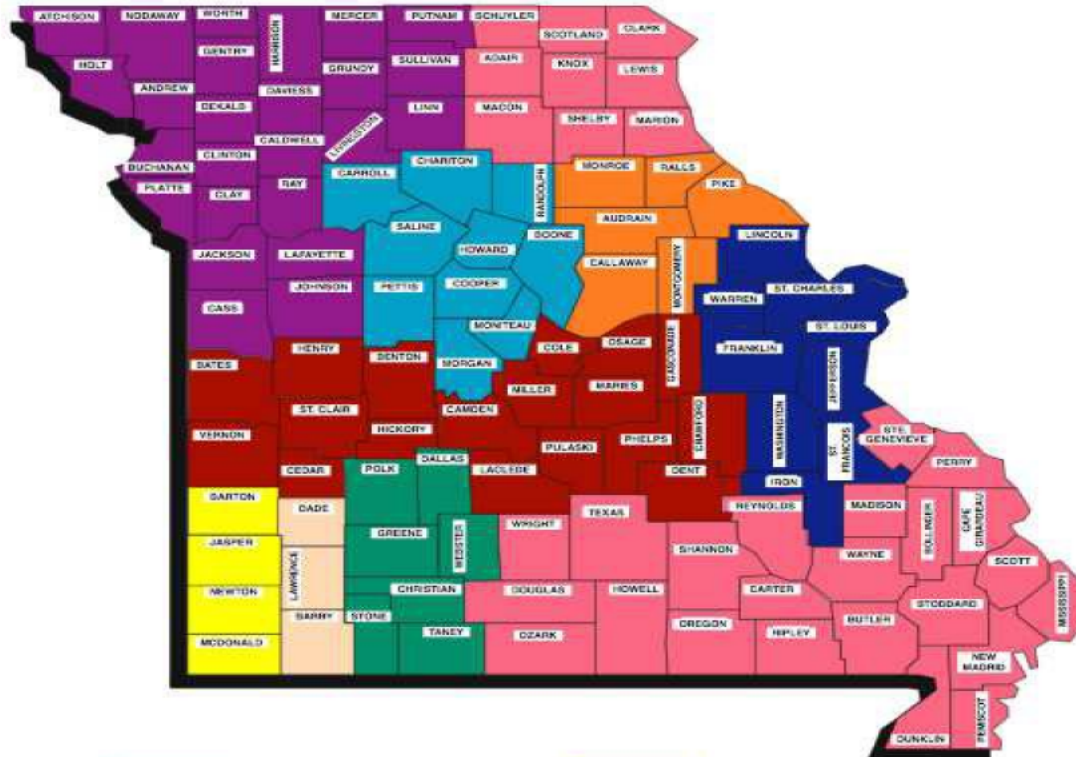 ATCHISON
NODAWAY
WORTH
HARRISON
MERCER
PUTNAM
SCHUYLER
SCOTLAND
CLARK
HOLT
GENTRY
GRUNDY
SULLIVAN
ADAIR
KNOX
LEWIS
ANDREW
DEKALB
DAVIESS
LINN
MACON
SHELBY
MARION
BUCHANAN
CLINTON
CALDWELL
LIVINGSTON
CARROLL
CHARITON
RANDOLPH
MONROE
RALLS
PIKE
PLATTE
CLAY
RAY
SALINE
HOWARD
BOONE
AUDRAIN
LINCOLN
JACKSON
LAFAYETTE
PETTIS
COOPER
CALLAWAY
MONTGOMERY
WARREN
ST. CHARLES
CASS
JOHNSON
MONITEAU
ST. LOUIS
BATES
HENRY
BENTON
MORGAN
COLE
OSAGE
GASCONADE
FRANKLIN
JEFFERSON
ST. CLAIR
CAMDEN
MILLER
MARIES
CRAWFORD
WASHINGTON
ST. FRANCOIS
STE. GENEVIEVE
VERNON
HICKORY
PULASKI
PHELPS
PERRY
CEDAR
POLK
DALLAS
LACLEDE
DENT
IRON
BARTON
DADE
GREENE
WEBSTER
WRIGHT
TEXAS
REYNOLDS
MADISON
BOLLINGER
CAPE GIRARDEAU
JASPER
LAWRENCE
SHANNON
WAYNE
SCOTT
NEWTON
CHRISTIAN
DOUGLAS
HOWELL
CARTER
STODDARD
MISSISSIPPI
MCDONALD
BARRY
STONE
TANEY
OZARK
OREGON
RIPLEY
BUTLER
NEW MADRID
DUNKLIN
PEMISCOT